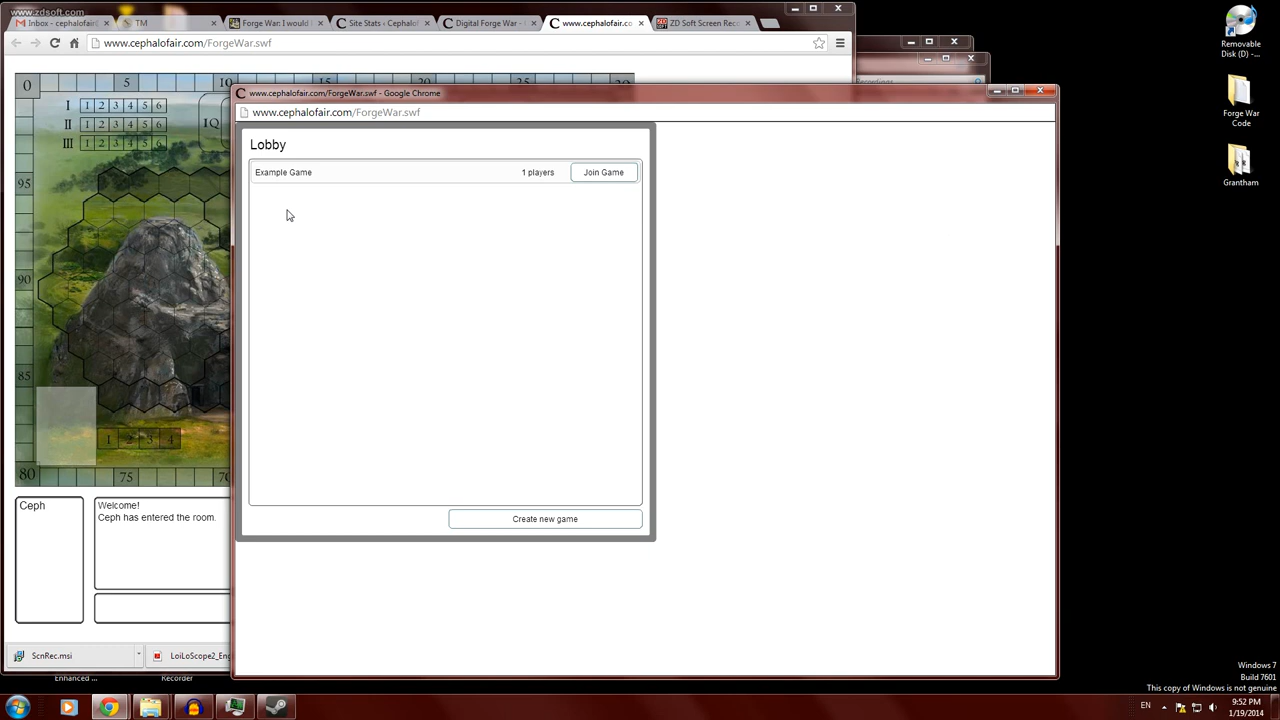 www.zdsoft.com
Inbox - cephalofair
TM
Forge War: I would
Site Stats ‹ Cephalof
Digital Forge War -
www.cephalofair.co
ZD Soft Screen Rec
www.cephalofair.com/ForgeWar.swf
0
5
10
15
20
25
30
I 1 2 3 4 5 6
II 1 2 3 4 5 6
III 1 2 3 4 5 6
IQ
95
90
85
80
75
1 2 3 4
Ceph
Welcome!
Ceph has entered the room.
ScnRec.msi
LoiLoScope2_Eng
Enhanced ...
Recorder
www.cephalofair.com/ForgeWar.swf - Google Chrome
www.cephalofair.com/ForgeWar.swf
Lobby
Example Game
1 players
Join Game
Create new game
Removable
Disk (D) -...
Forge War
Code
Grantham
Windows 7
Build 7601
This copy of Windows is not genuine
EN
9:52 PM
1/19/2014